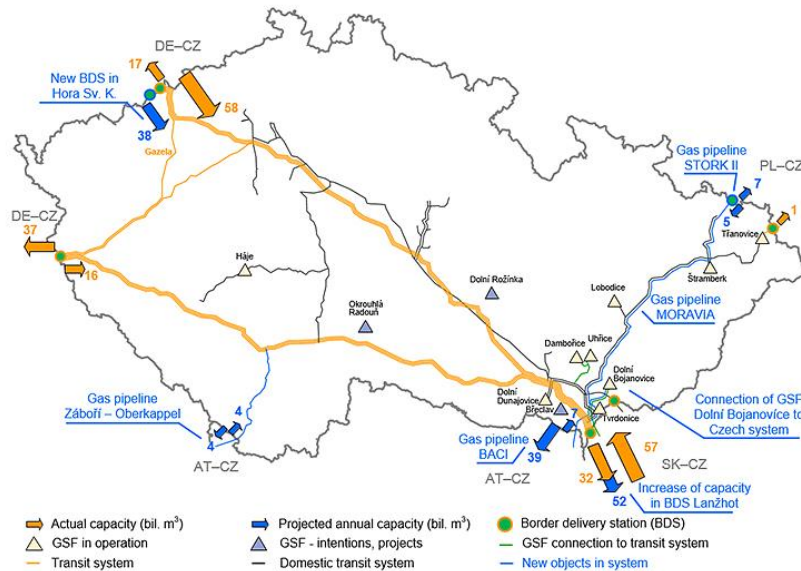 DE–CZ
17
New BDS in
Hora Sv. K.
38
58
Gazela
Gas pipeline
STORK II
PL–CZ
7
5
1
Třanovice
DE–CZ
37
16
Háje
Dolní Rožínka
Okrouhlá
Radouň
Štramberk
Lobodice
Gas pipeline
MORAVIA
Dambořice
Uhřice
Dolní
Bojanovice
Gas pipeline
Záboří – Oberkappel
4
4
AT–CZ
Dolní
Dunajovice
Břeclav
7
Tvrdonice
Connection of GSF
Dolní Bojanovíce to
Czech system
Gas pipeline
BACI
39
AT–CZ
32
57
SK–CZ
52
Increase of capacity
in BDS Lanžhot
Actual capacity (bil. m³)
Projected annual capacity (bil. m³)
Border delivery station (BDS)
GSF in operation
GSF - intentions, projects
GSF connection to transit system
Transit system
Domestic transit system
New objects in system